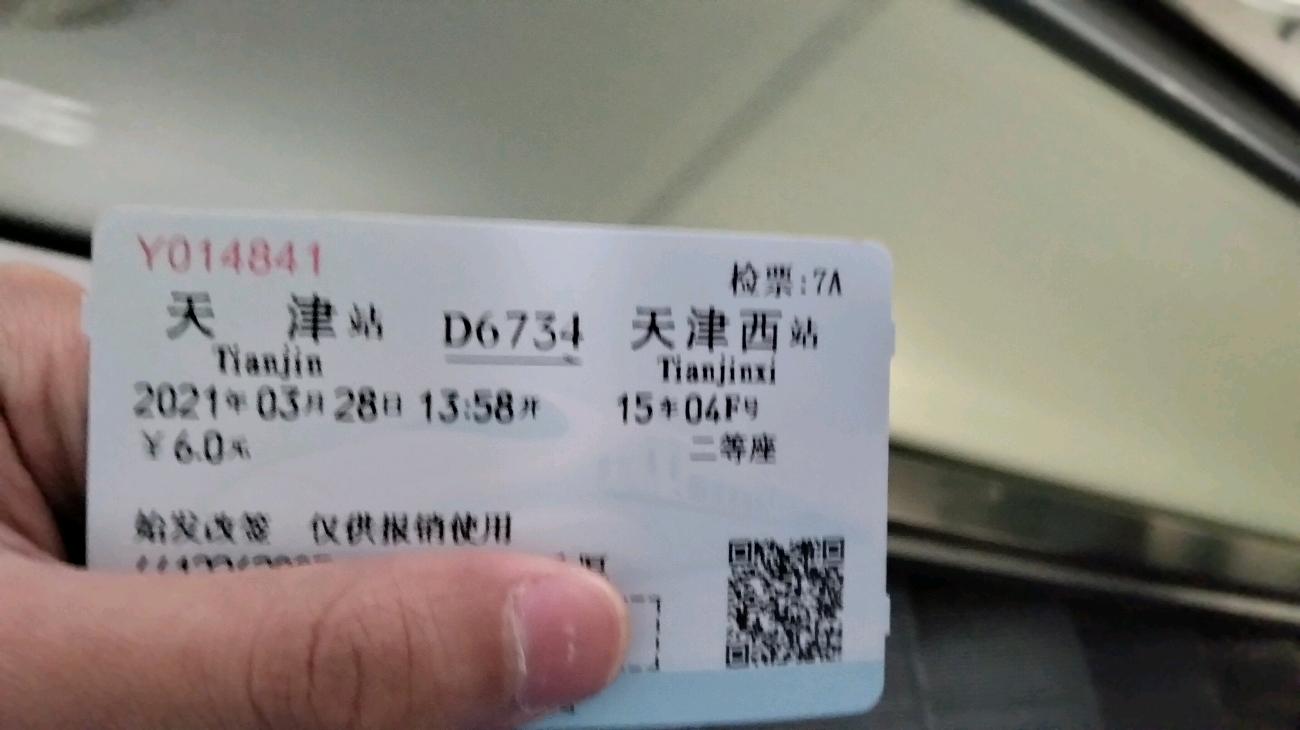 Y014841
检票:7A
天津站 D6734 天津西站
Tianjin Tianjinxi
2021年03月28日 13:58开 15车04F号
￥6.0元 二等座
始发改签 仅供报销使用